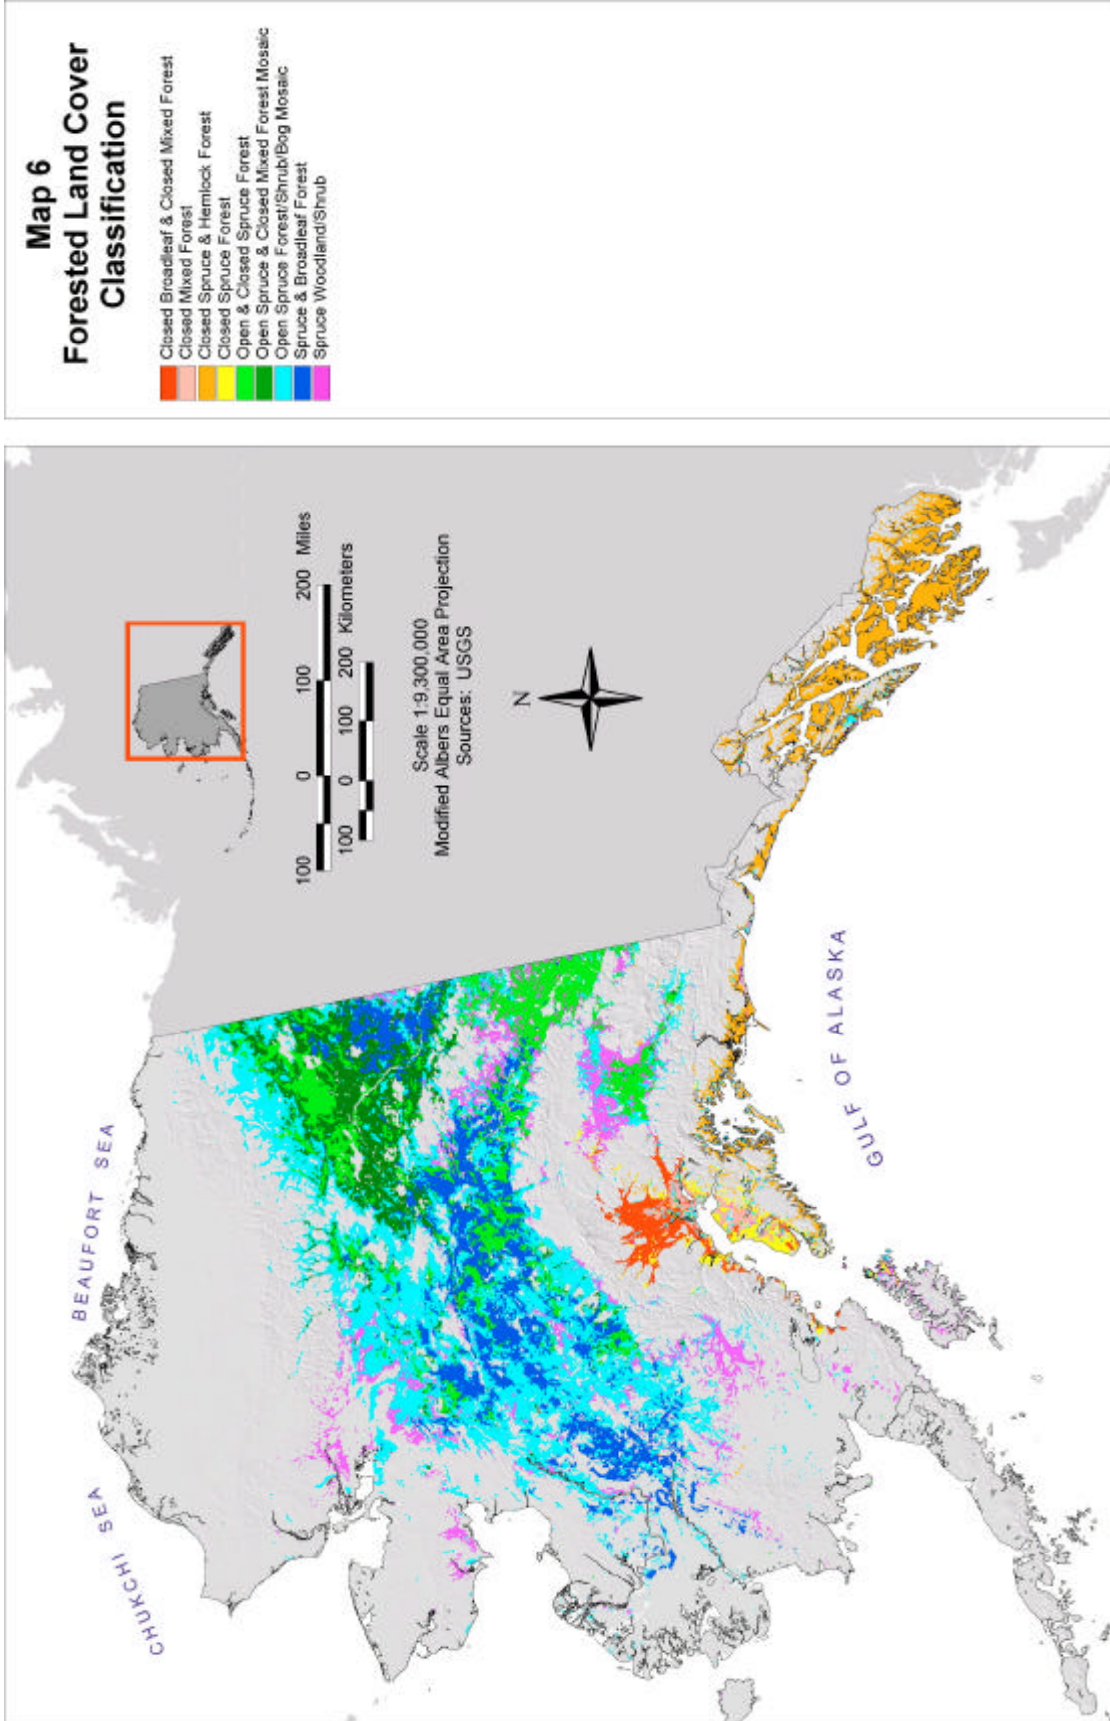 Map 6
Forested Land Cover
Classification
Closed Broadleaf & Closed Mixed Forest
Closed Mixed Forest
Closed Spruce & Hemlock Forest
Closed Spruce Forest
Open & Closed Spruce Forest
Open Spruce & Closed Mixed Forest Mosaic
Open Spruce Forest/Shrub/Bog Mosaic
Spruce & Broadleaf Forest
Spruce Woodland/Shrub
100 0 100 200 Miles
100 0 100 200 Kilometers
Scale 1:9,300,000
Modified Albers Equal Area Projection
Sources: USGS
N
BEAUFORT SEA
CHUKCHI SEA
GULF OF ALASKA